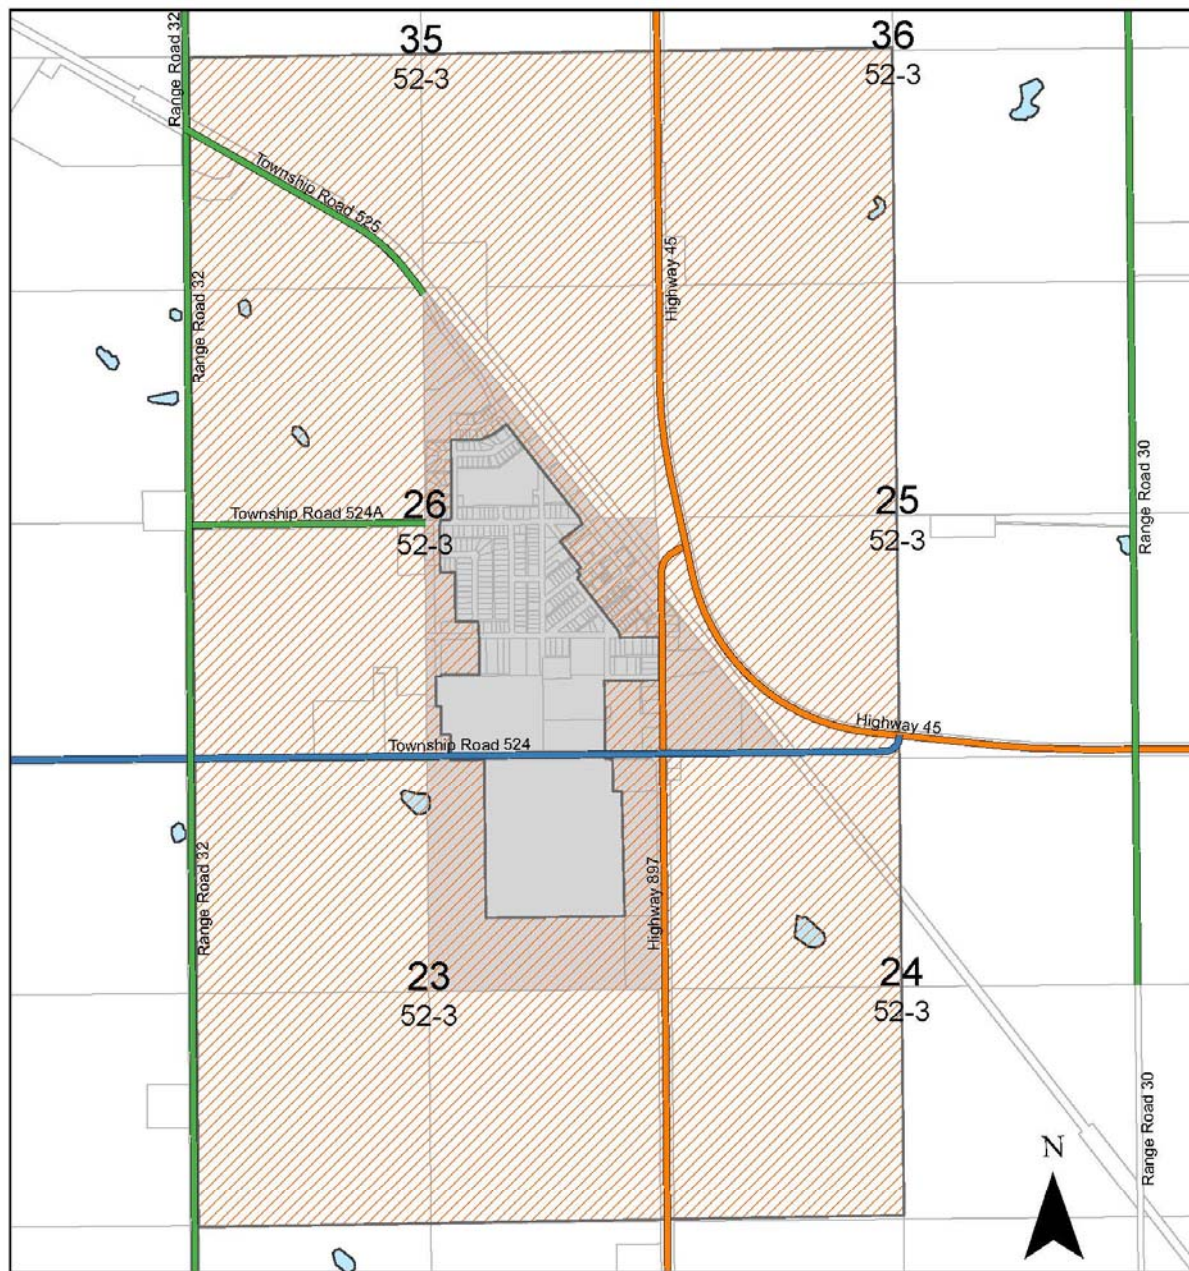 Range Road 32
35
52-3
36
52-3
Township Road 525
Highway 45
Range Road 32
Range Road 30
26
52-3
Township Road 524A
25
52-3
Highway 45
Township Road 524
Range Road 32
Highway 897
23
52-3
24
52-3
Range Road 30
N